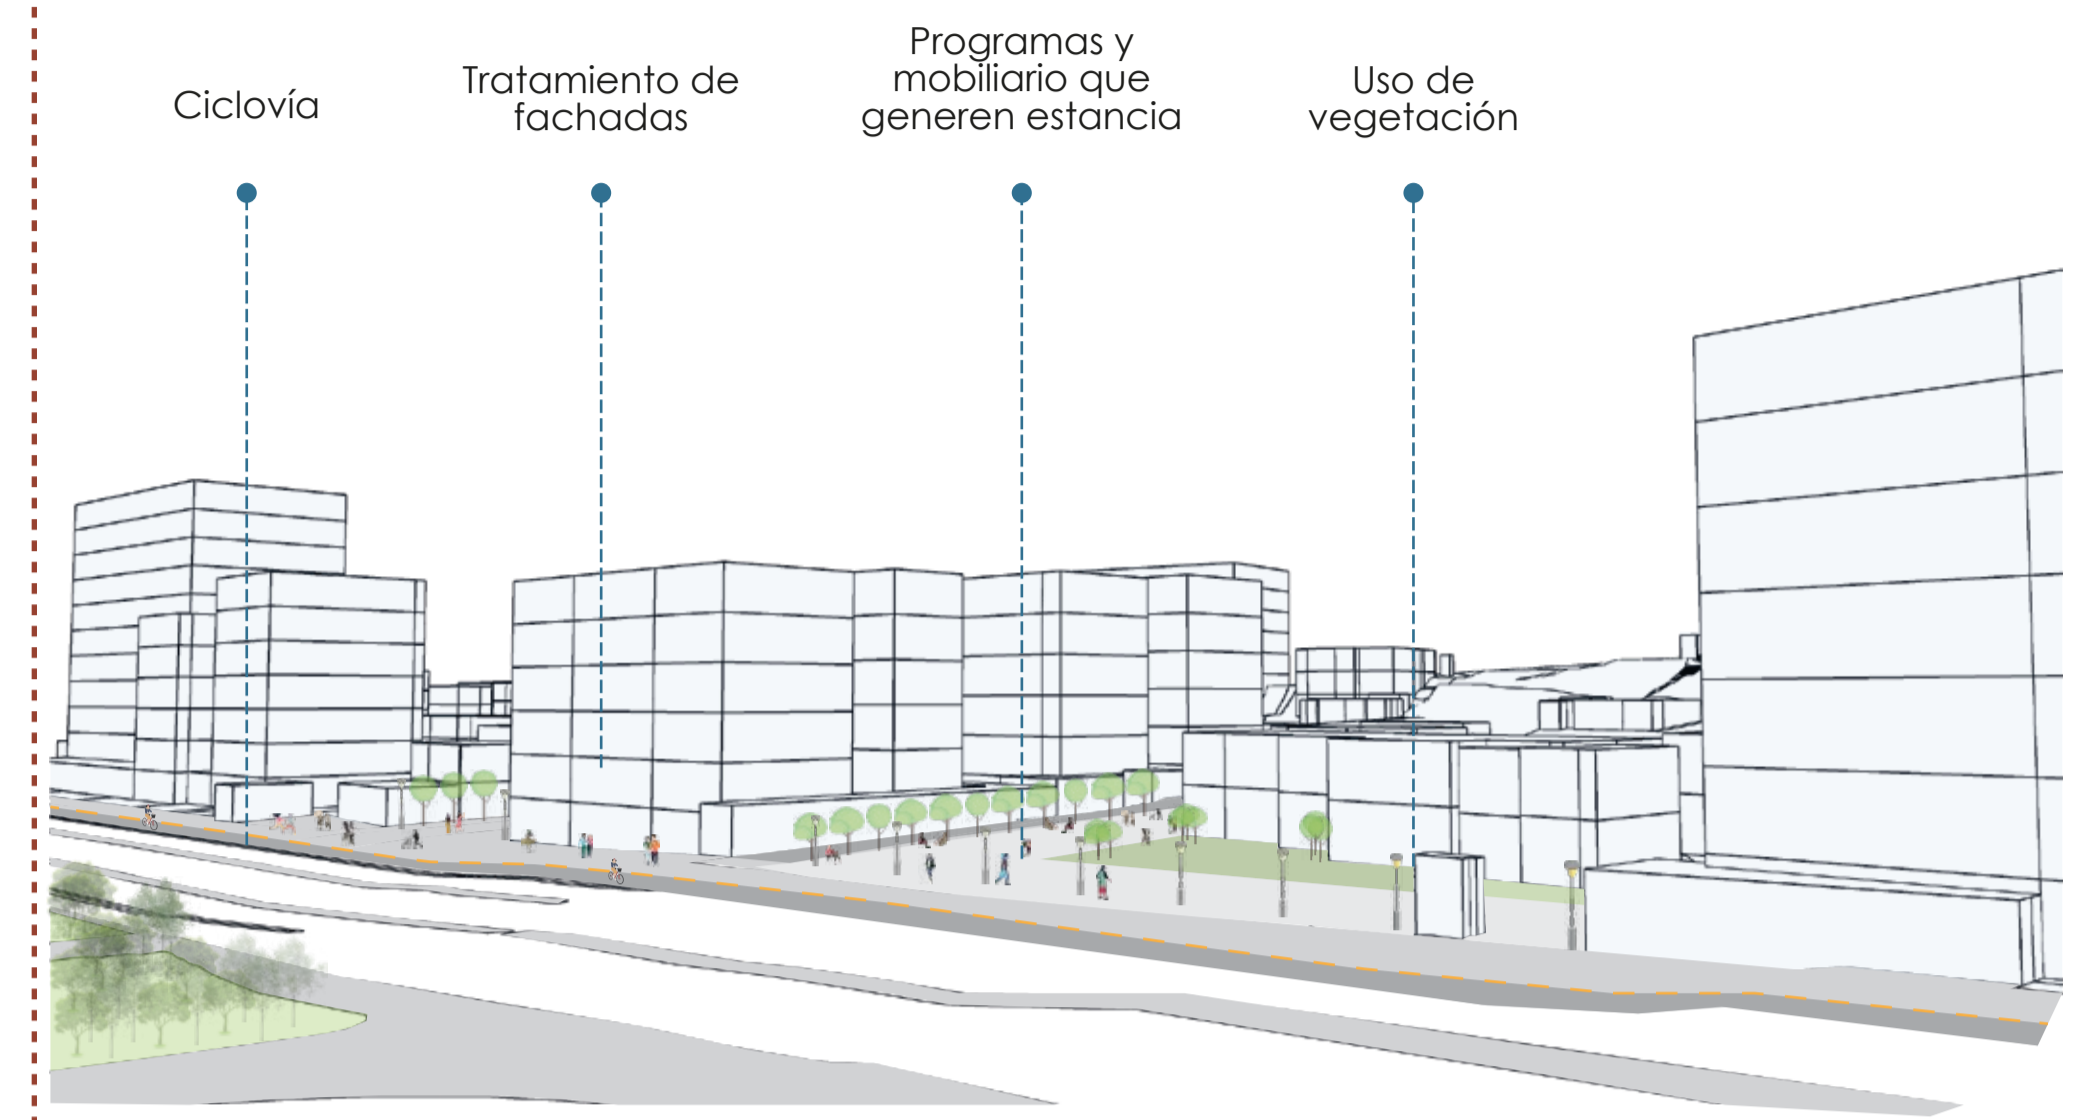 Ciclovía
Tratamiento de
fachadas
Programas y
mobiliario que
generen estancia
Uso de
vegetación